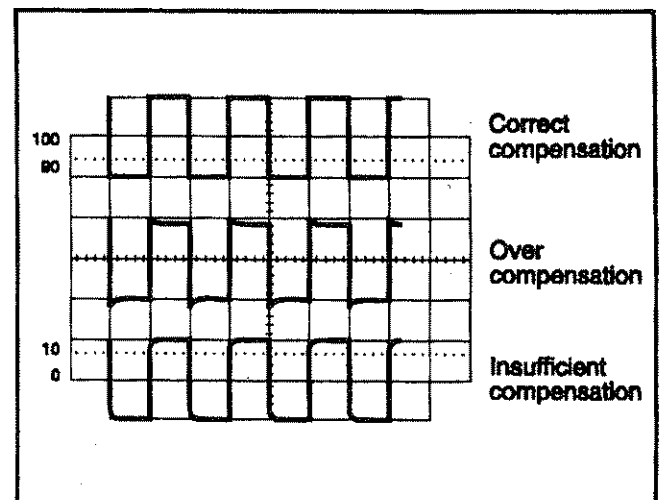 Correct
compensation
100
90
Over
compensation
10
0
Insufficient
compensation